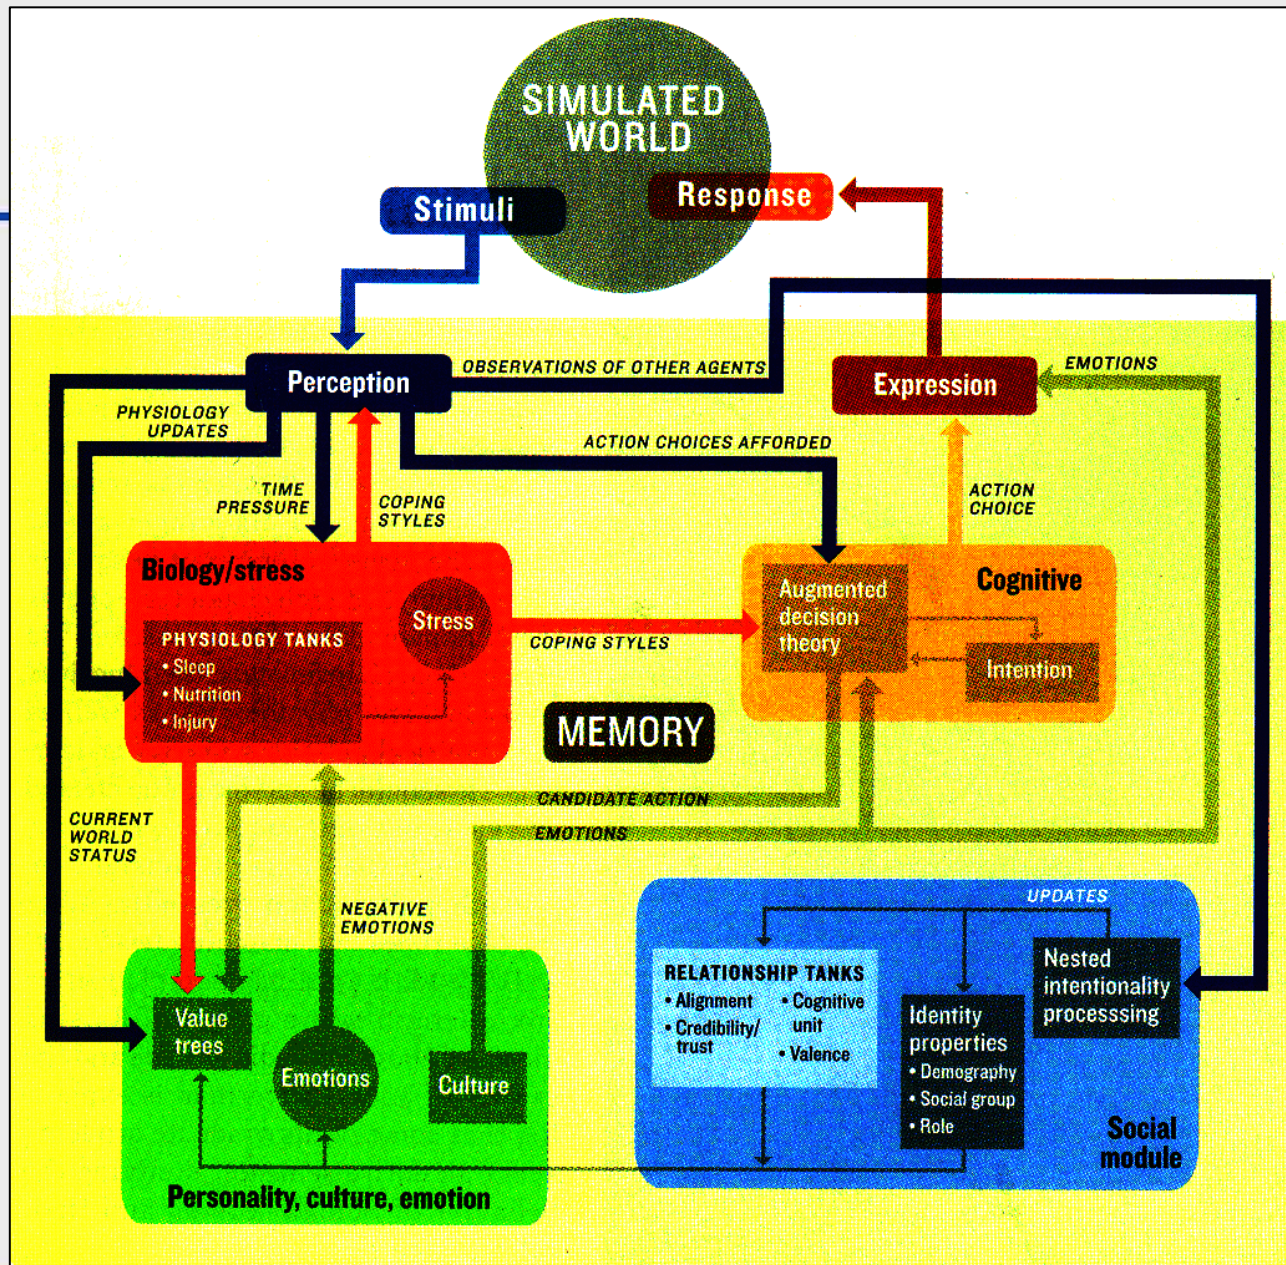 SIMULATED
WORLD
Stimuli
Response
Perception
OBSERVATIONS OF OTHER AGENTS
Expression
EMOTIONS
PHYSIOLOGY
UPDATES
ACTION CHOICES AFFORDED
TIME
PRESSURE
COPING
STYLES
ACTION
CHOICE
Biology/stress
Cognitive
PHYSIOLOGY TANKS
• Sleep
• Nutrition
• Injury
Stress
COPING STYLES
Augmented
decision
theory
Intention
MEMORY
CANDIDATE ACTION
EMOTIONS
CURRENT
WORLD
STATUS
NEGATIVE
EMOTIONS
Value
trees
Emotions
Culture
Personality, culture, emotion
UPDATES
RELATIONSHIP TANKS
• Alignment
• Credibility/
trust
• Cognitive
unit
• Valence
Identity
properties
• Demography
• Social group
• Role
Nested
intentionality
processsing
Social
module